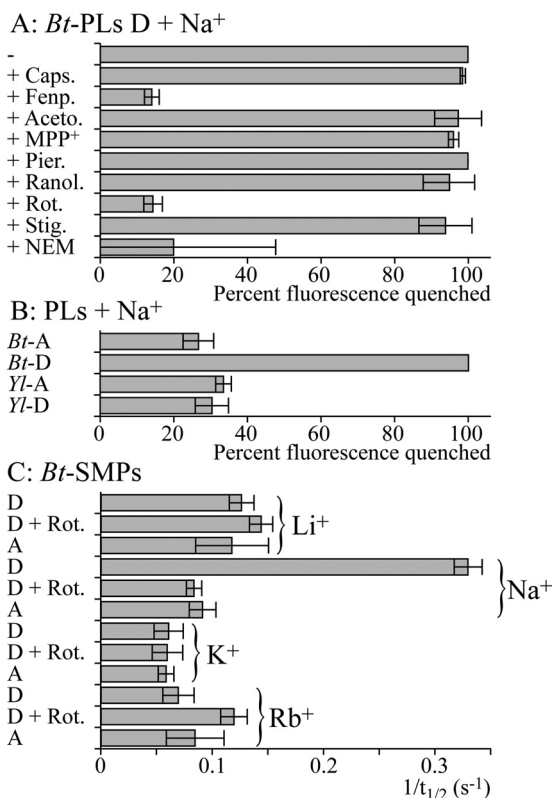 A: Bt-PLs D + Na⁺
-
+ Caps.
+ Fenp.
+ Aceto.
+ MPP⁺
+ Pier.
+ Ranol.
+ Rot.
+ Stig.
+ NEM
0 20 40 60 80 100
Percent fluorescence quenched
B: PLs + Na⁺
Bt-A
Bt-D
Yl-A
Yl-D
0 20 40 60 80 100
Percent fluorescence quenched
C: Bt-SMPs
D
D + Rot. Li⁺
A
D
D + Rot. Na⁺
A
D
D + Rot. K⁺
A
D
D + Rot. Rb⁺
A
0 0.1 0.2 0.3
1/t₁/₂ (s⁻¹)